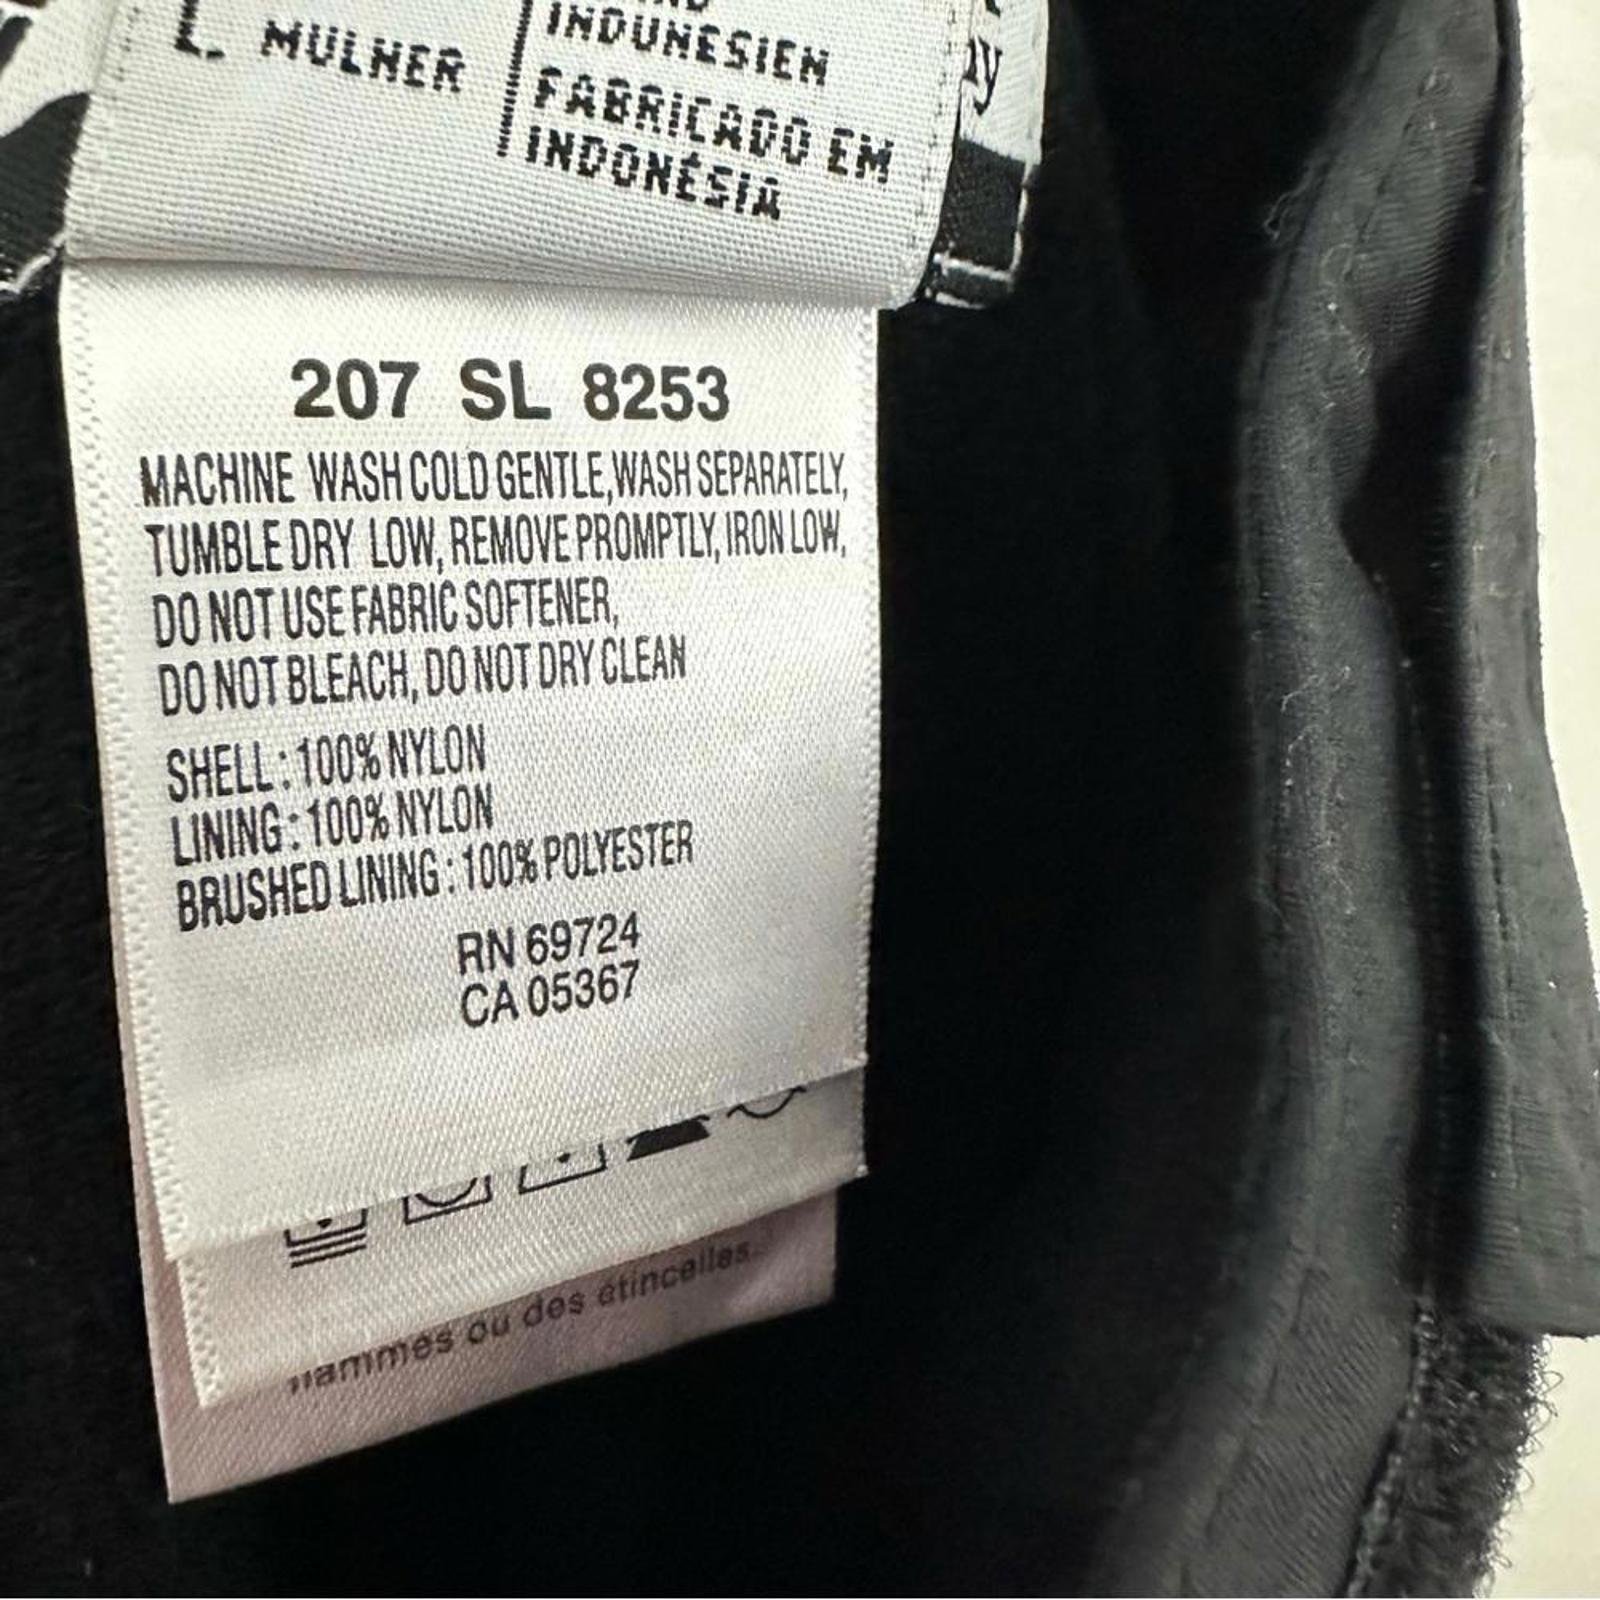 L. MULHER
INDONESIEN
FABRICADO EM
INDONÉSIA
207 SL 8253
MACHINE WASH COLD GENTLE, WASH SEPARATELY,
TUMBLE DRY LOW, REMOVE PROMPTLY, IRON LOW,
DO NOT USE FABRIC SOFTENER,
DO NOT BLEACH, DO NOT DRY CLEAN
SHELL : 100% NYLON
LINING : 100% NYLON
BRUSHED LINING : 100% POLYESTER
RN 69724
CA 05367
flammes ou des étincelles.